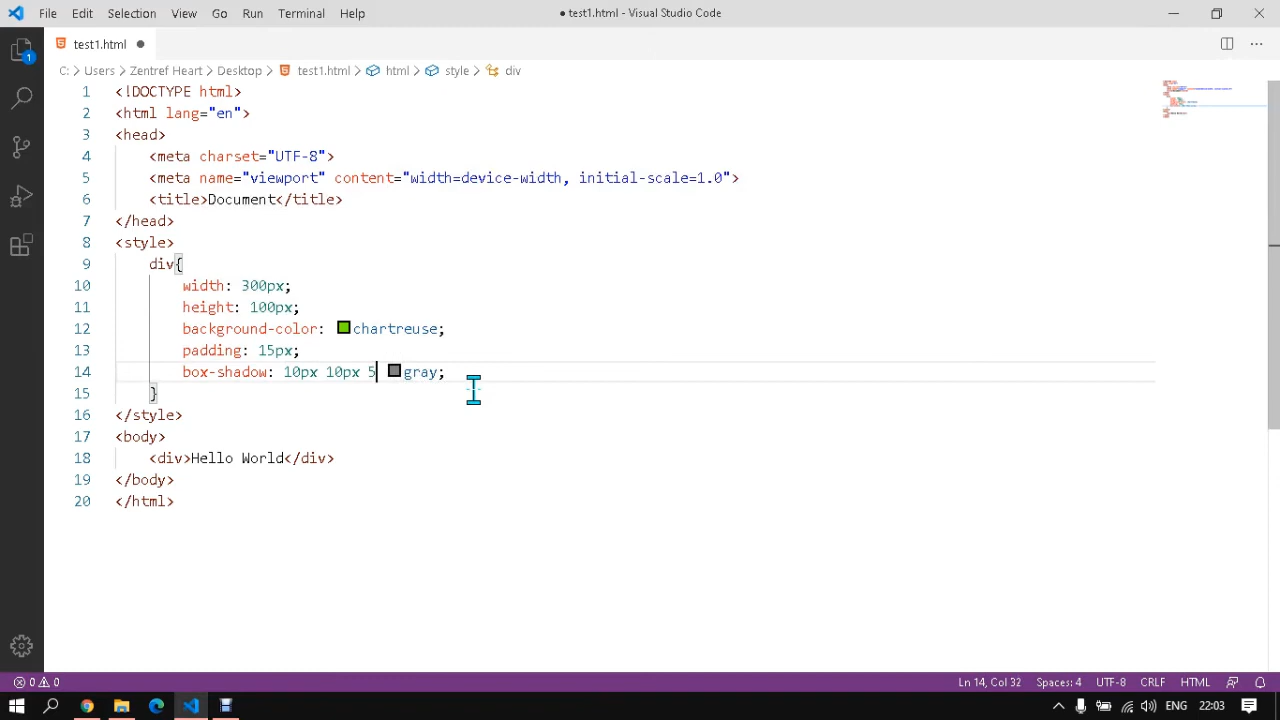 File Edit Selection View Go Run Terminal Help ● test1.html - Visual Studio Code
1
test1.html ●
C: > Users > Zentref Heart > Desktop > test1.html > html > style > div
1 <!DOCTYPE html>
2 <html lang="en">
3 <head>
4 <meta charset="UTF-8">
5 <meta name="viewport" content="width=device-width, initial-scale=1.0">
6 <title>Document</title>
7 </head>
8 <style>
9 div{
10 width: 300px;
11 height: 100px;
12 background-color: chartreuse;
13 padding: 15px;
14 box-shadow: 10px 10px 5 gray;
15 }
16 </style>
17 <body>
18 <div>Hello World</div>
19 </body>
20 </html>
0 0 Ln 14, Col 32 Spaces: 4 UTF-8 CRLF HTML
ENG 22:03